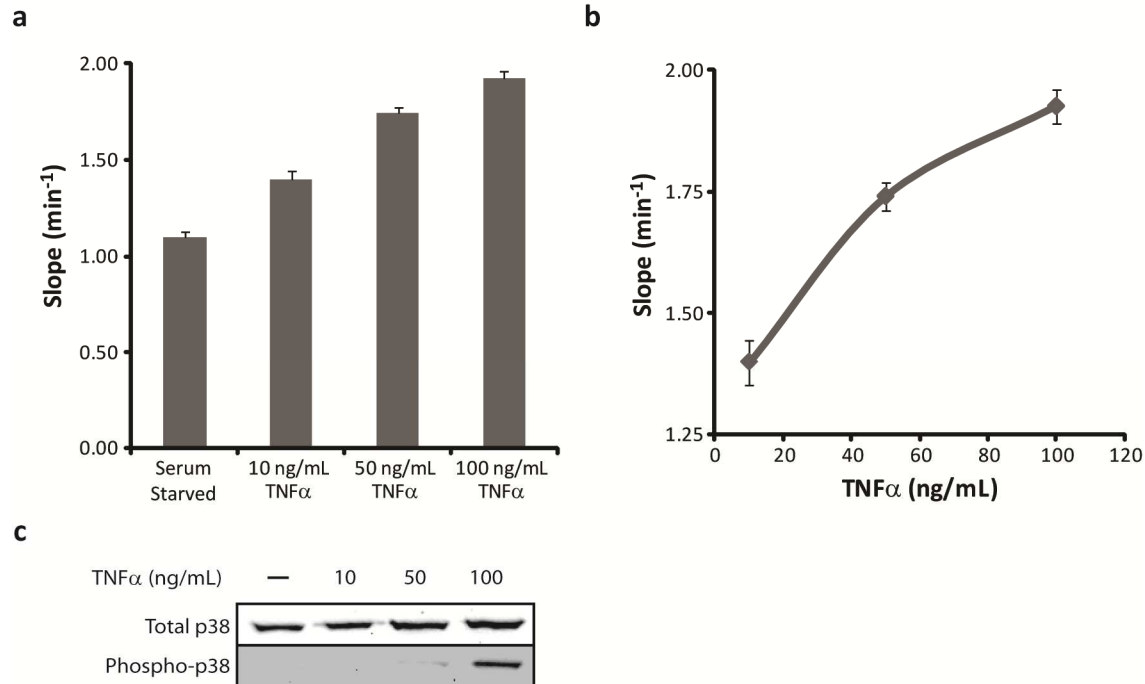 a
2.00
1.50
1.00
0.50
0.00
Slope (min⁻¹)
Serum Starved
10 ng/mL TNFα
50 ng/mL TNFα
100 ng/mL TNFα
b
2.00
1.75
1.50
1.25
Slope (min⁻¹)
0 20 40 60 80 100 120
TNFα (ng/mL)
c
TNFα (ng/mL) — 10 50 100
Total p38
Phospho-p38